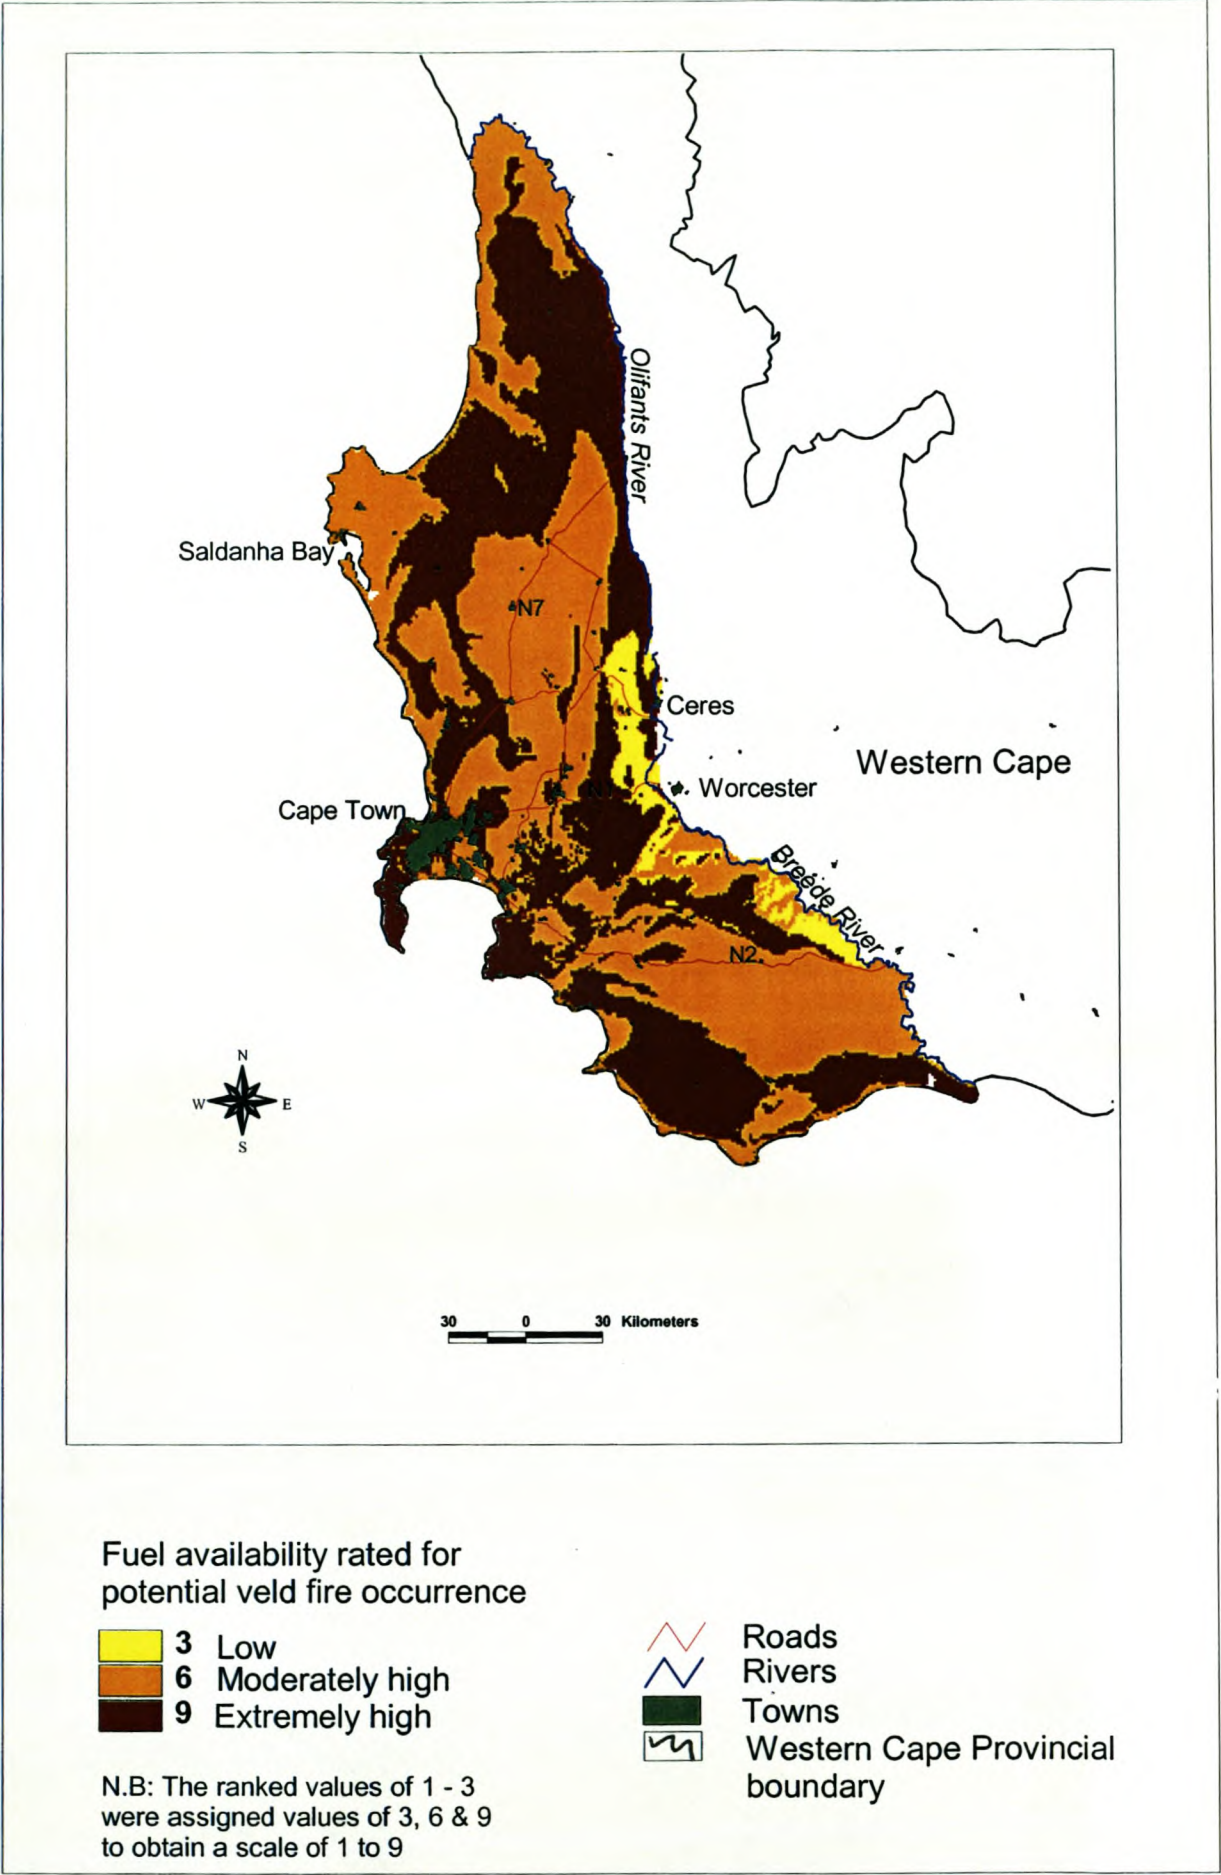 Olifants River
Saldanha Bay
N7
Ceres
Western Cape
Worcester
N1
Cape Town
Breede River
N2
N
W
E
S
30 0 30 Kilometers
Fuel availability rated for
potential veld fire occurrence
3 Low
6 Moderately high
9 Extremely high
N.B: The ranked values of 1 - 3
were assigned values of 3, 6 & 9
to obtain a scale of 1 to 9
Roads
Rivers
Towns
Western Cape Provincial
boundary